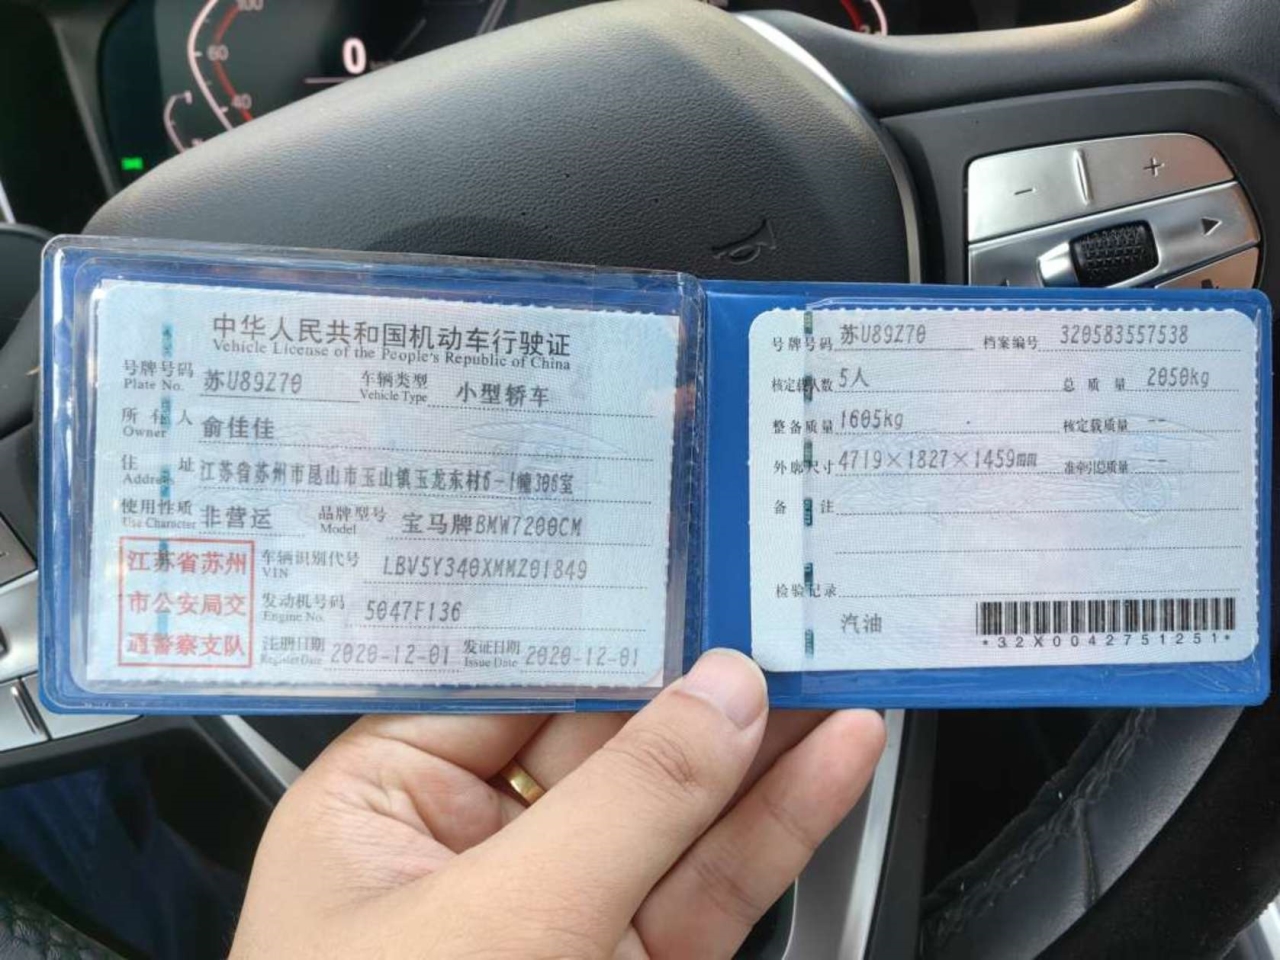 100
60
40
0
中华人民共和国机动车行驶证
Vehicle License of the People's Republic of China
号牌号码 Plate No. 苏U89Z70 车辆类型 Vehicle Type 小型轿车
所有人 Owner 俞佳佳
住址 Address 江苏省苏州市昆山市玉山镇玉龙东村6-1幢306室
使用性质 Use Character 非营运 品牌型号 Model 宝马牌BMW7200CM
江苏省苏州
市公安局交
通警察支队
车辆识别代号 VIN LBV5Y340XMMZ01849
发动机号码 Engine No. 5047F136
注册日期 Register Date 2020-12-01 发证日期 Issue Date 2020-12-01
号牌号码 苏U89Z70 档案编号 320583557538
核定载人数 5人 总质量 2050kg
整备质量 1605kg 核定载质量 --
外廓尺寸 4719×1827×1459mm 准牵引总质量 --
备注
检验记录
汽油
*32X0042751251*
- +